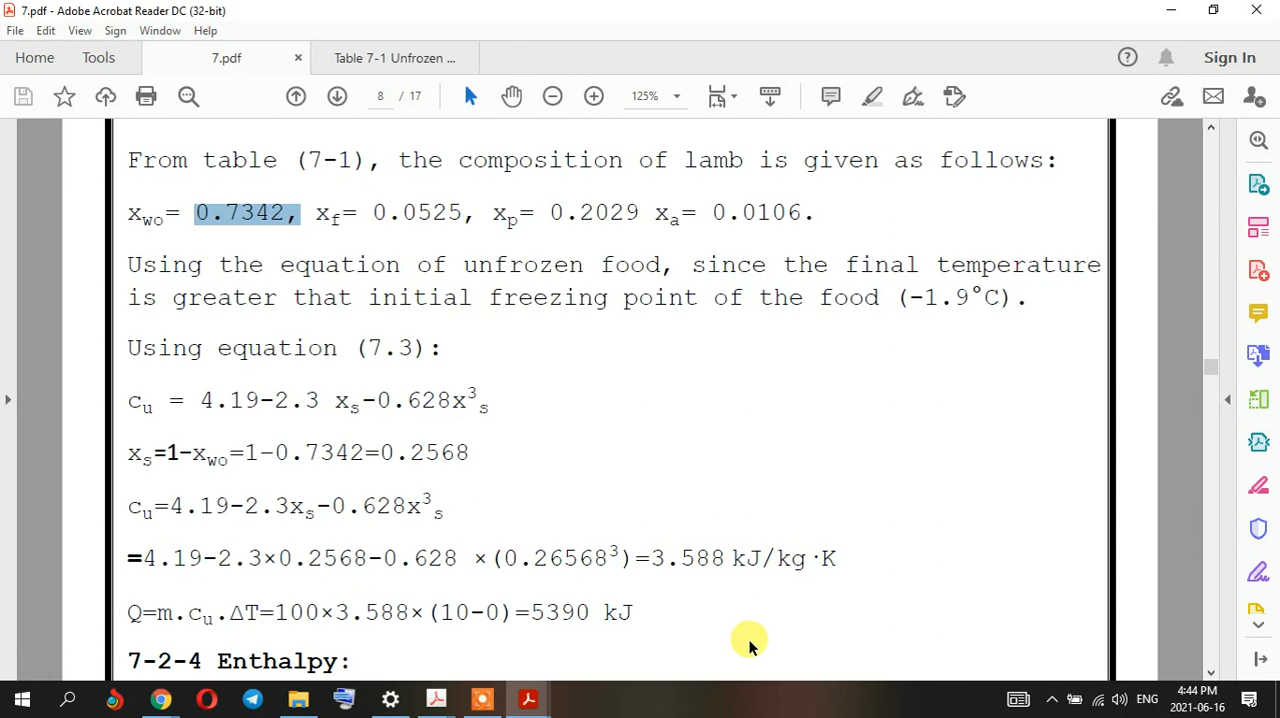 7.pdf - Adobe Acrobat Reader DC (32-bit)
File Edit View Sign Window Help
Home Tools 7.pdf × Table 7-1 Unfrozen ... ? Sign In
8 / 17 125%
From table (7-1), the composition of lamb is given as follows:
xwo= 0.7342, xf= 0.0525, xp= 0.2029 xa= 0.0106.
Using the equation of unfrozen food, since the final temperature
is greater that initial freezing point of the food (-1.9°C).
Using equation (7.3):
cu = 4.19-2.3 xs-0.628x³s
xs=1-xwo=1-0.7342=0.2568
cu=4.19-2.3xs-0.628x³s
=4.19-2.3×0.2568-0.628 ×(0.26568³)=3.588 kJ/kg·K
Q=m.cu.ΔT=100×3.588×(10-0)=5390 kJ
7-2-4 Enthalpy:
ENG
4:44 PM
2021-06-16